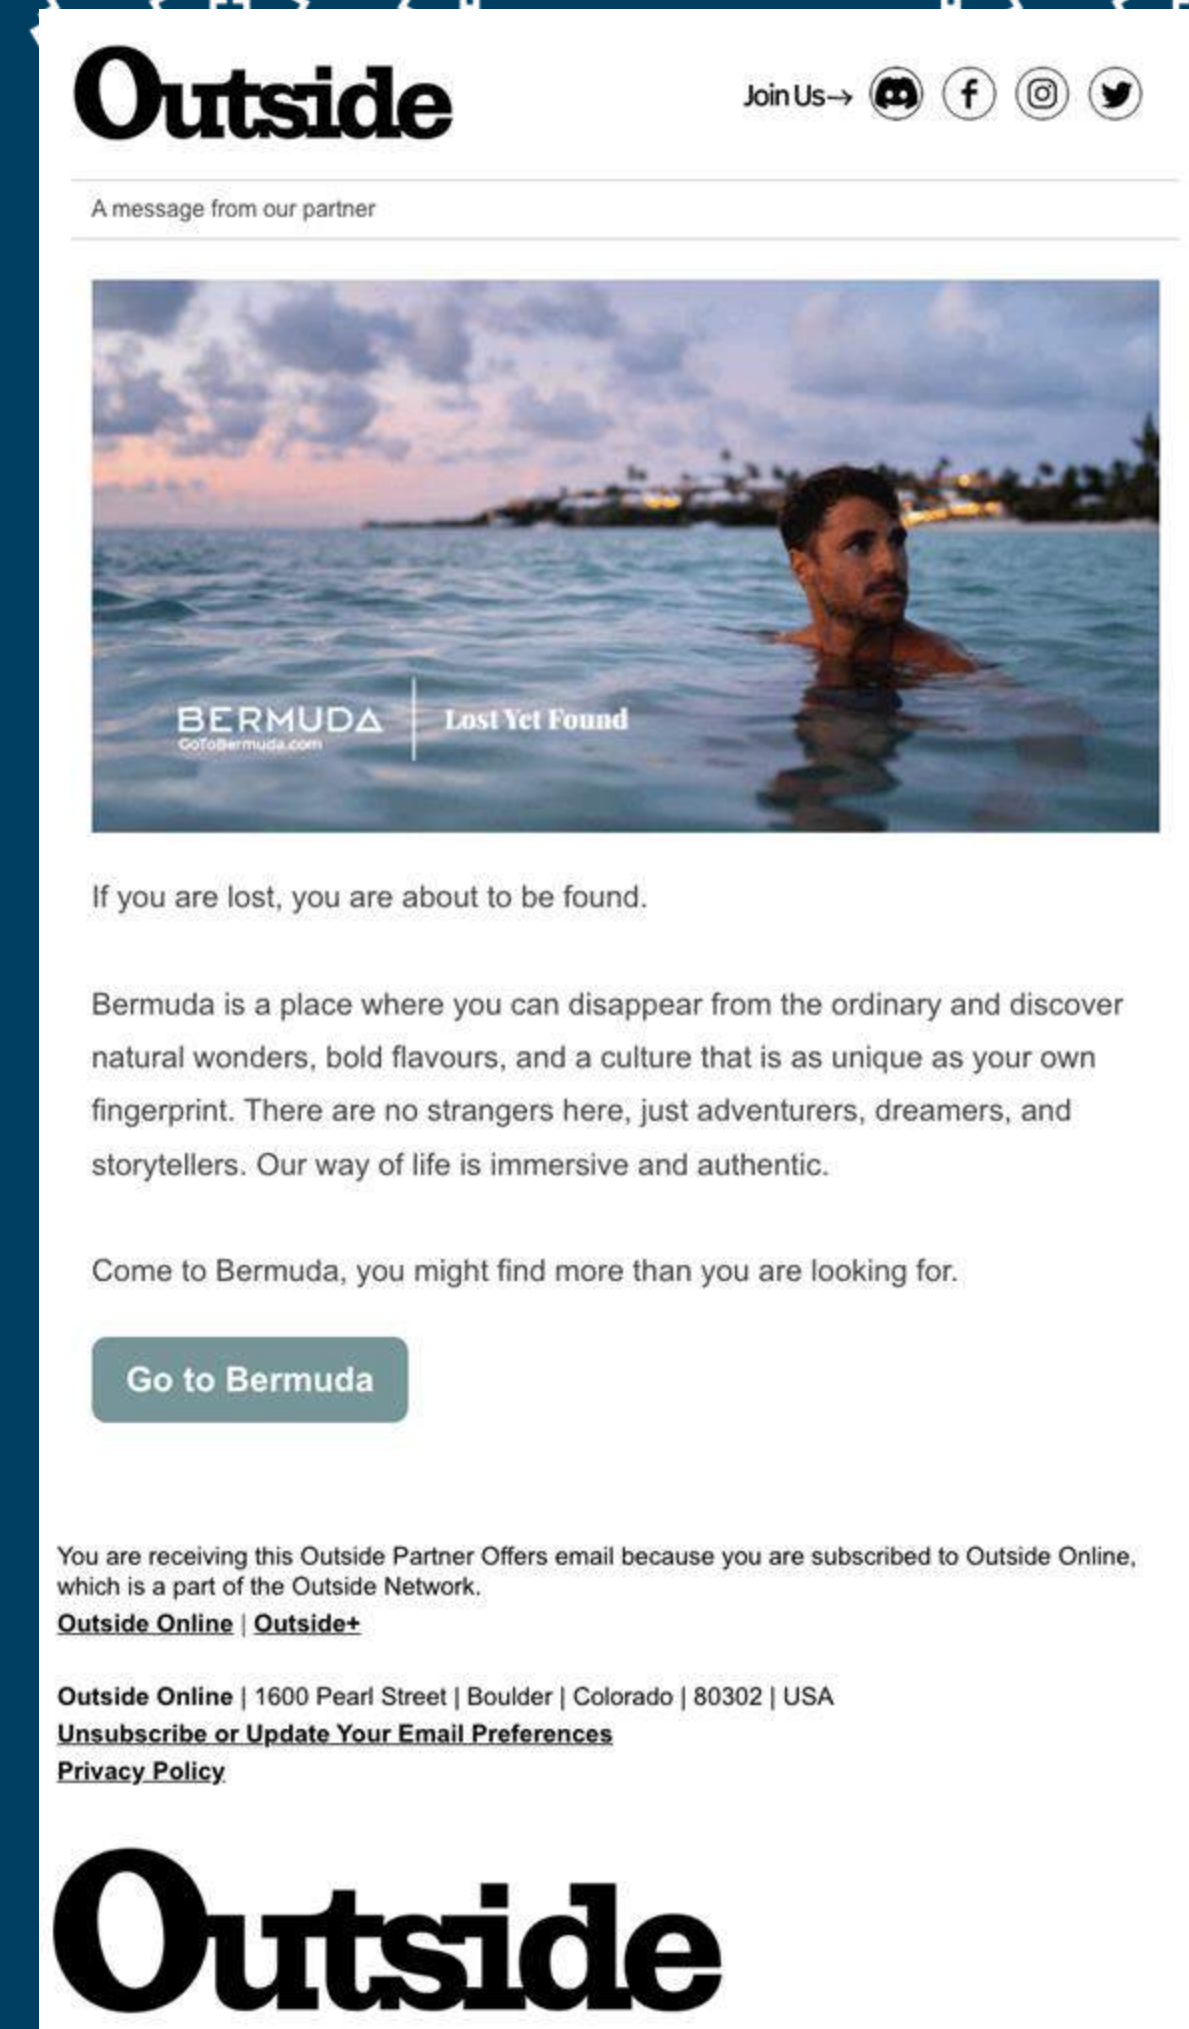 Outside
Join Us→
A message from our partner
BERMUDA
GoToBermuda.com
Lost Yet Found
If you are lost, you are about to be found.
Bermuda is a place where you can disappear from the ordinary and discover
natural wonders, bold flavours, and a culture that is as unique as your own
fingerprint. There are no strangers here, just adventurers, dreamers, and
storytellers. Our way of life is immersive and authentic.
Come to Bermuda, you might find more than you are looking for.
Go to Bermuda
You are receiving this Outside Partner Offers email because you are subscribed to Outside Online,
which is a part of the Outside Network.
Outside Online | Outside+
Outside Online | 1600 Pearl Street | Boulder | Colorado | 80302 | USA
Unsubscribe or Update Your Email Preferences
Privacy Policy
Outside